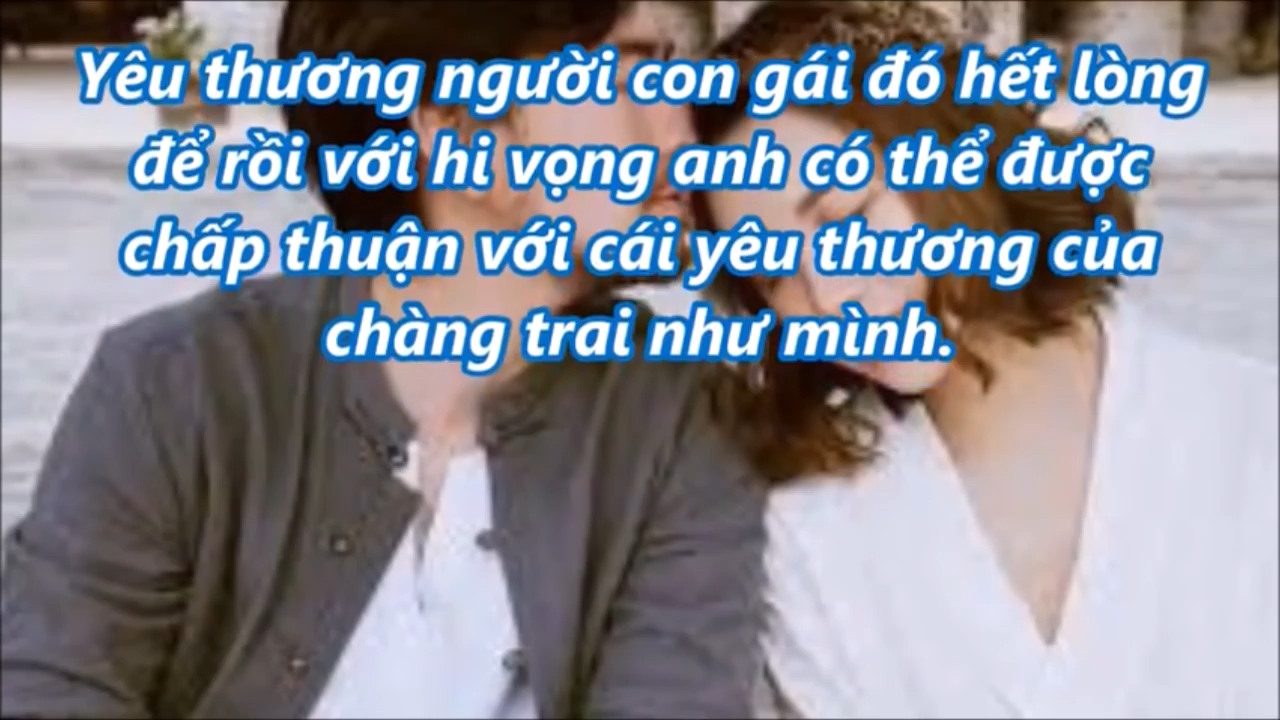 Yêu thương người con gái đó hết lòng
để rồi với hi vọng anh có thể được
chấp thuận với cái yêu thương của
chàng trai như mình.